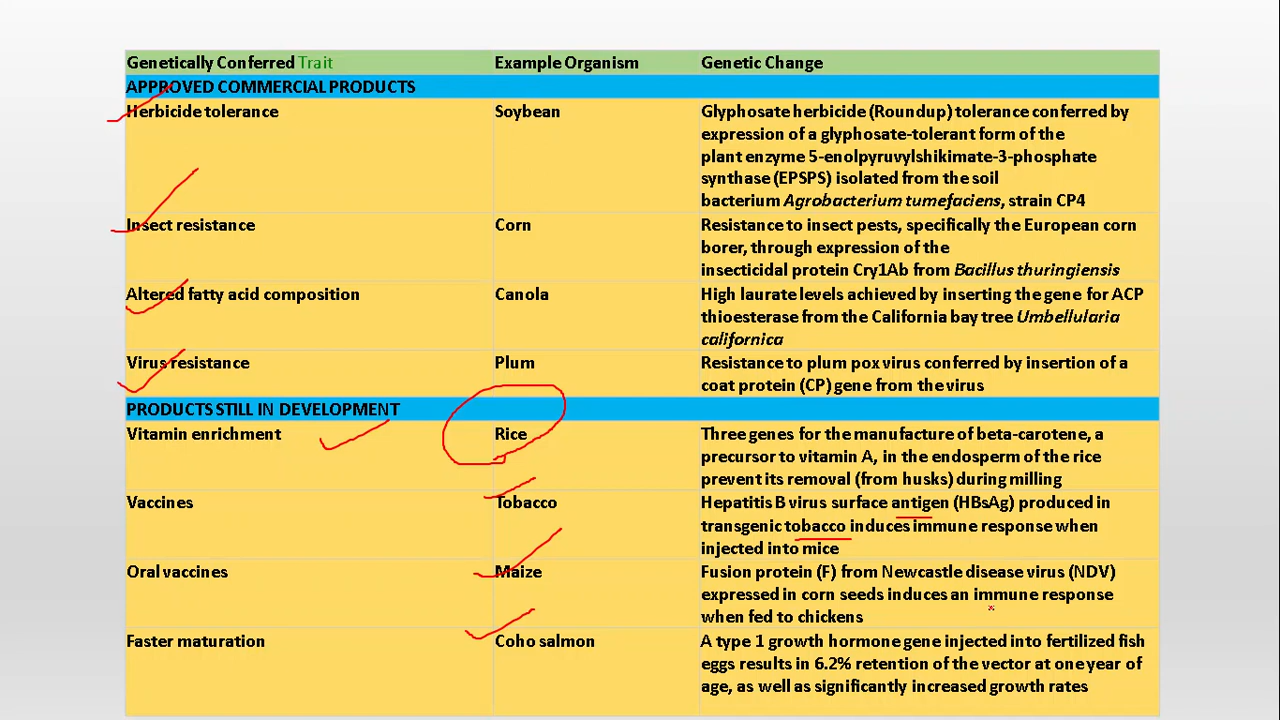 Genetically Conferred Trait Example Organism Genetic Change
APPROVED COMMERCIAL PRODUCTS
Herbicide tolerance Soybean Glyphosate herbicide (Roundup) tolerance conferred by
expression of a glyphosate-tolerant form of the
plant enzyme 5-enolpyruvylshikimate-3-phosphate
synthase (EPSPS) isolated from the soil
bacterium Agrobacterium tumefaciens, strain CP4
Insect resistance Corn Resistance to insect pests, specifically the European corn
borer, through expression of the
insecticidal protein Cry1Ab from Bacillus thuringiensis
Altered fatty acid composition Canola High laurate levels achieved by inserting the gene for ACP
thioesterase from the California bay tree Umbellularia
californica
Virus resistance Plum Resistance to plum pox virus conferred by insertion of a
coat protein (CP) gene from the virus
PRODUCTS STILL IN DEVELOPMENT
Vitamin enrichment Rice Three genes for the manufacture of beta-carotene, a
precursor to vitamin A, in the endosperm of the rice
prevent its removal (from husks) during milling
Vaccines Tobacco Hepatitis B virus surface antigen (HBsAg) produced in
transgenic tobacco induces immune response when
injected into mice
Oral vaccines Maize Fusion protein (F) from Newcastle disease virus (NDV)
expressed in corn seeds induces an immune response
when fed to chickens
Faster maturation Coho salmon A type 1 growth hormone gene injected into fertilized fish
eggs results in 6.2% retention of the vector at one year of
age, as well as significantly increased growth rates